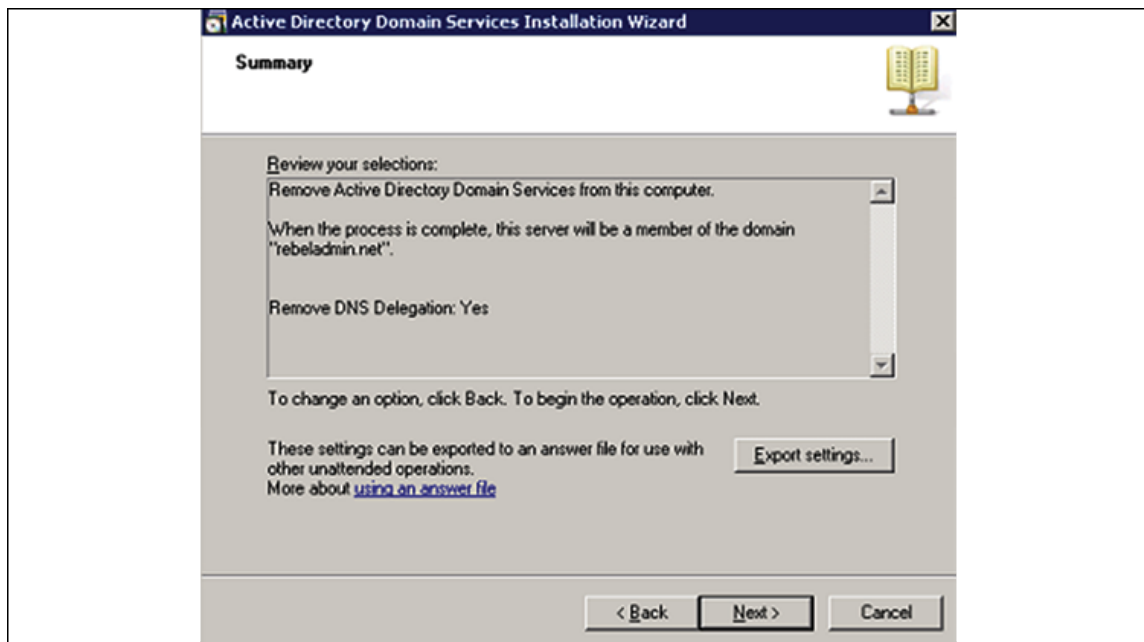 Active Directory Domain Services Installation Wizard
Summary
Review your selections:
Remove Active Directory Domain Services from this computer.
When the process is complete, this server will be a member of the domain
"rebeladmin.net".
Remove DNS Delegation: Yes
To change an option, click Back. To begin the operation, click Next.
These settings can be exported to an answer file for use with
other unattended operations.
More about using an answer file
Export settings...
< Back
Next >
Cancel